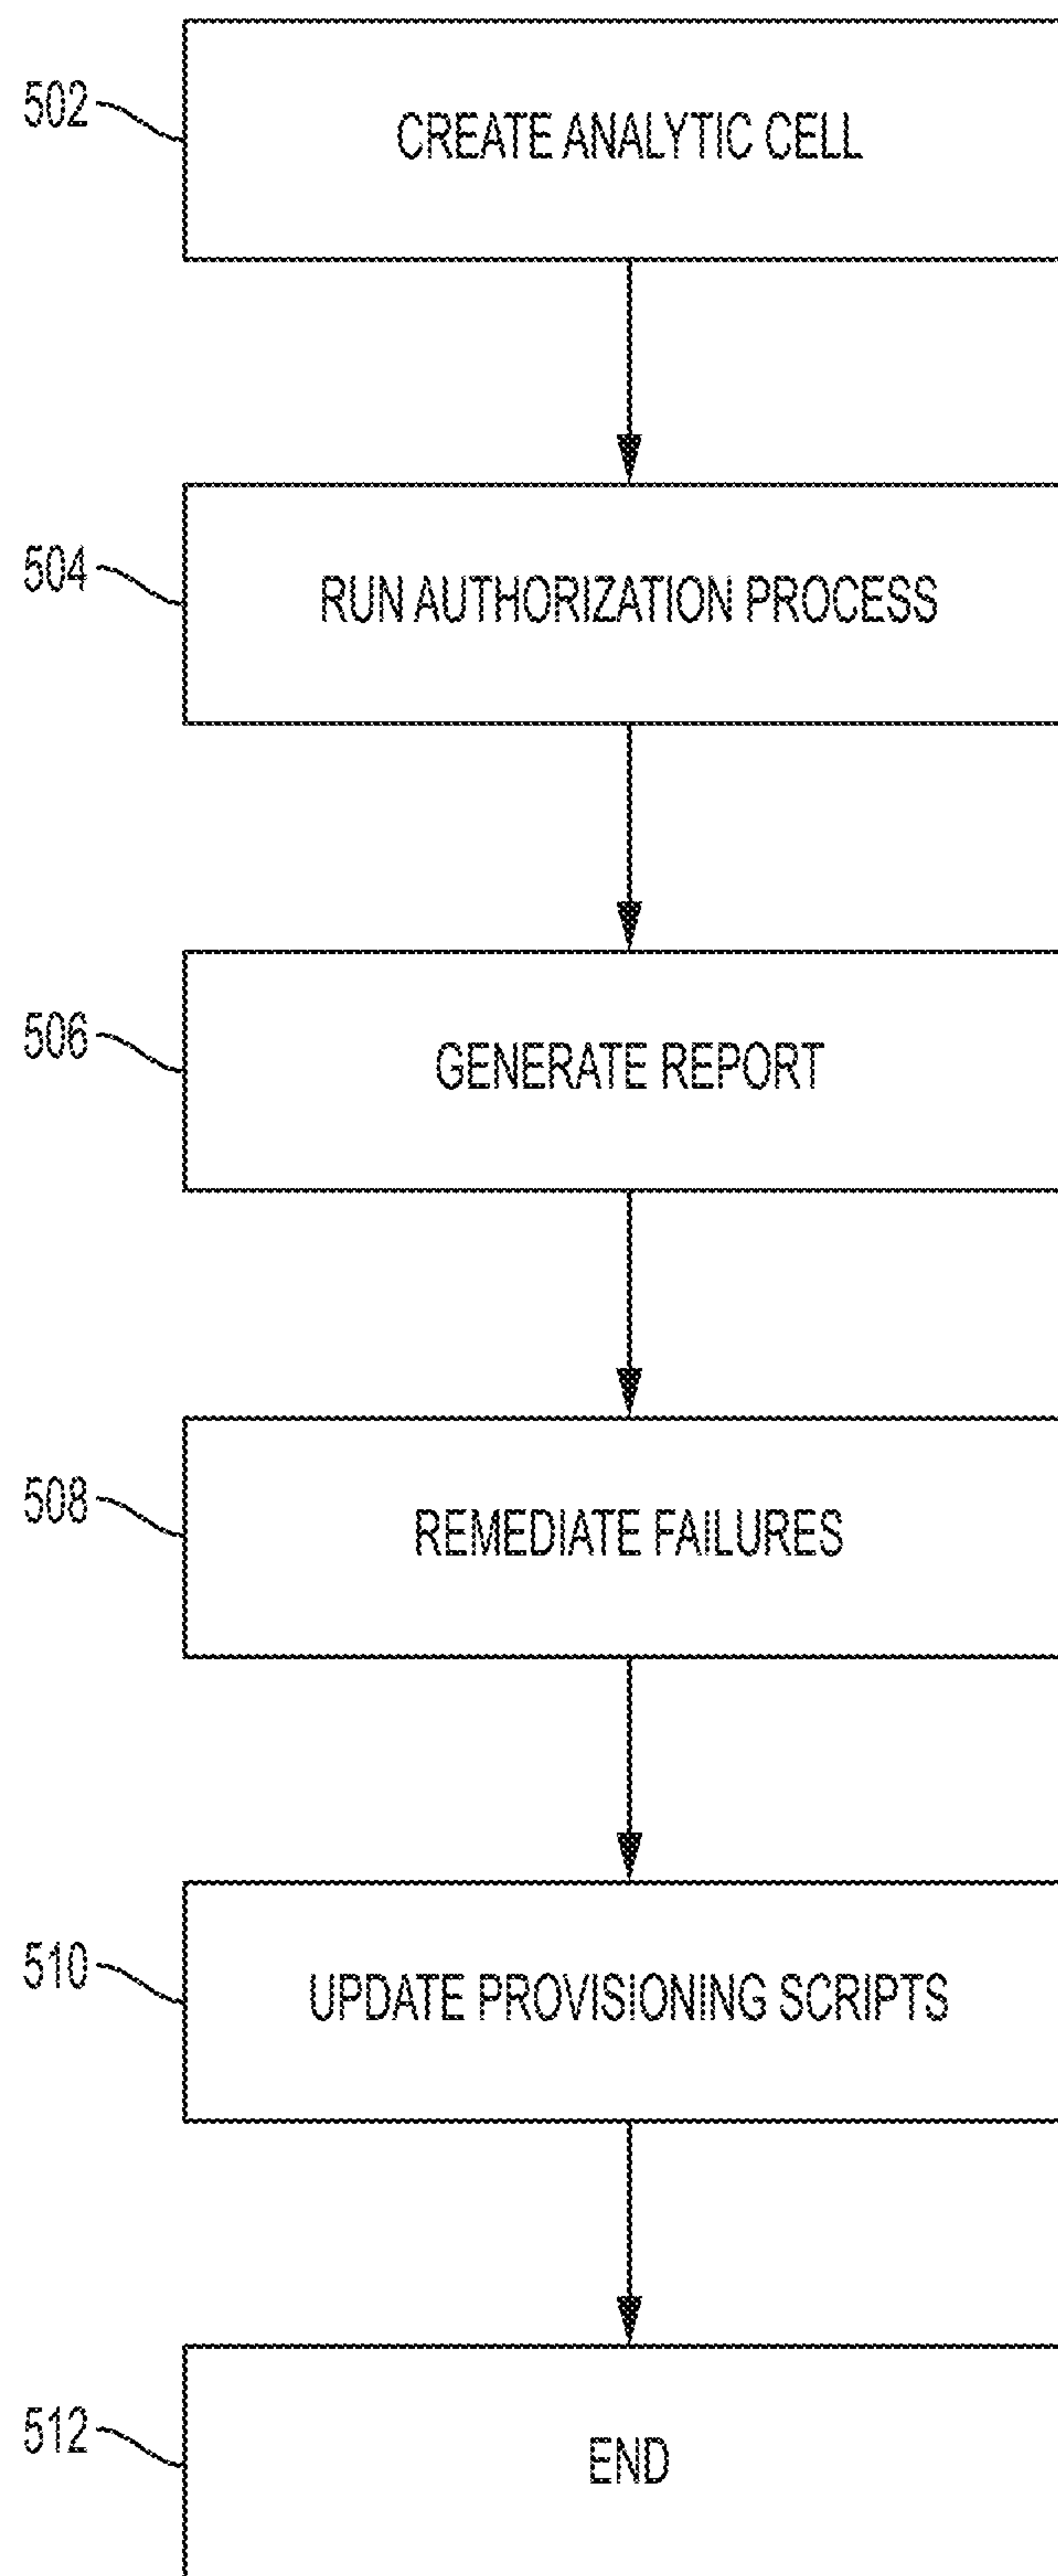 502
CREATE ANALYTIC CELL
504
RUN AUTHORIZATION PROCESS
506
GENERATE REPORT
508
REMEDIATE FAILURES
510
UPDATE PROVISIONING SCRIPTS
512
END